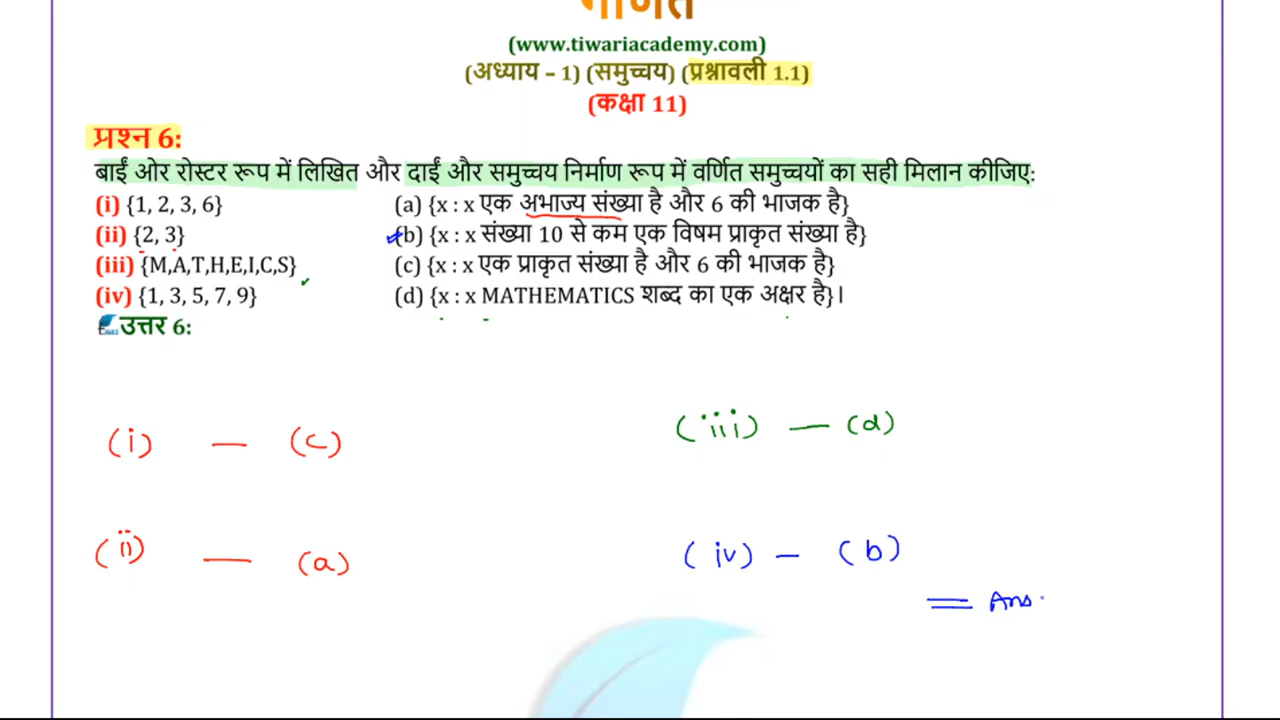 गणित
(www.tiwariacademy.com)
(अध्याय – 1) (समुच्चय) (प्रश्नावली 1.1)
(कक्षा 11)
प्रश्न 6:
बाईं ओर रोस्टर रूप में लिखित और दाईं और समुच्चय निर्माण रूप में वर्णित समुच्चयों का सही मिलान कीजिए:
(i) {1, 2, 3, 6} (a) {x : x एक अभाज्य संख्या है और 6 की भाजक है}
(ii) {2, 3} (b) {x : x संख्या 10 से कम एक विषम प्राकृत संख्या है}
(iii) {M,A,T,H,E,I,C,S} (c) {x : x एक प्राकृत संख्या है और 6 की भाजक है}
(iv) {1, 3, 5, 7, 9} (d) {x : x MATHEMATICS शब्द का एक अक्षर है}।
उत्तर 6:
(i) — (c) (iii) — (d)
(ii) — (a) (iv) — (b)
= Ans.